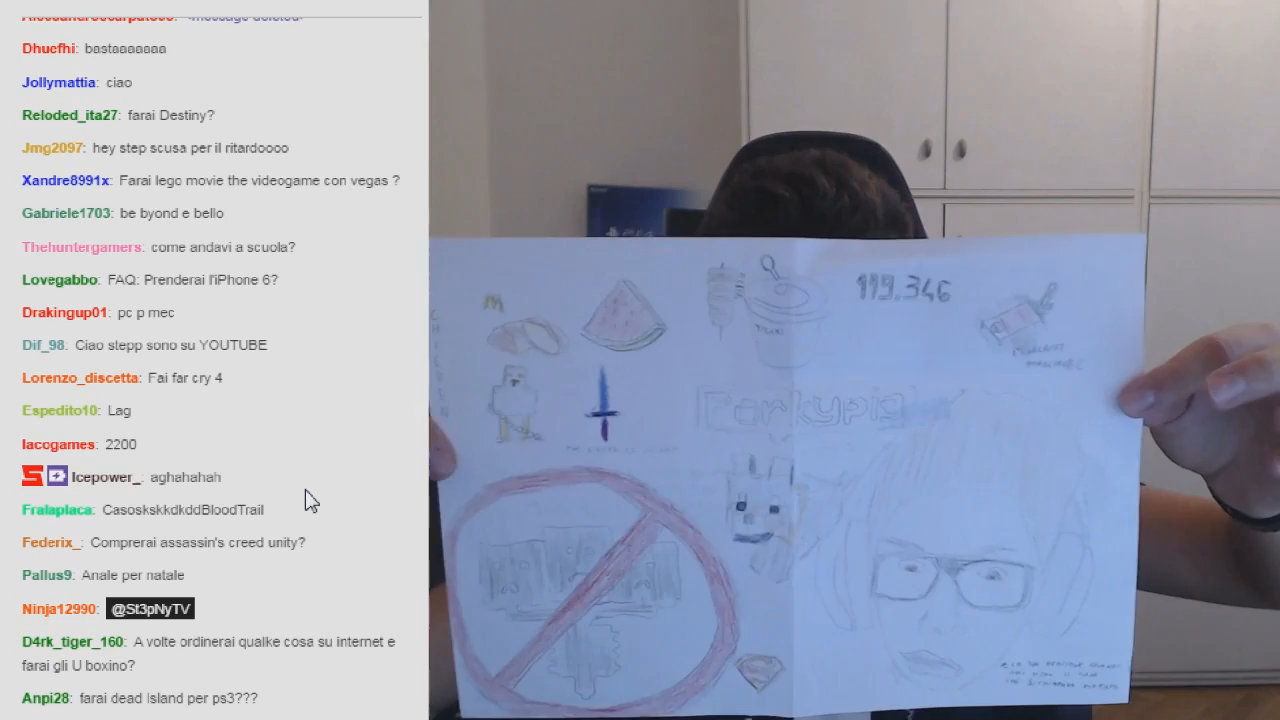 Dhucfhi: bastaaaaaaa
Jollymattia: ciao
Reloded_ita27: farai Destiny?
Jmg2097: hey step scusa per il ritardoooo
Xandre8991x: Farai lego movie the videogame con vegas ?
Gabriele1703: be byond e bello
Thehuntergamers: come andavi a scuola?
Lovegabbo: FAQ: Prenderai l'iPhone 6?
Drakingup01: pc p mec
Dif_98: Ciao stepp sono su YOUTUBE
Lorenzo_discetta: Fai far cry 4
Espedito10: Lag
Iaccgames: 2200
Icepower_: aghahahah
Fralaplaca: CasoskskkdkddBloodTrail
Federix_: Comprerai assassin's creed unity?
Pallus9: Anale per natale
Ninja12990: @St3pNyTV
D4rk_tiger_160: A volte ordinerai qualke cosa su internet e
farai gli U boxino?
Anpi28: farai dead Island per ps3????
M
119.346
Porkypig